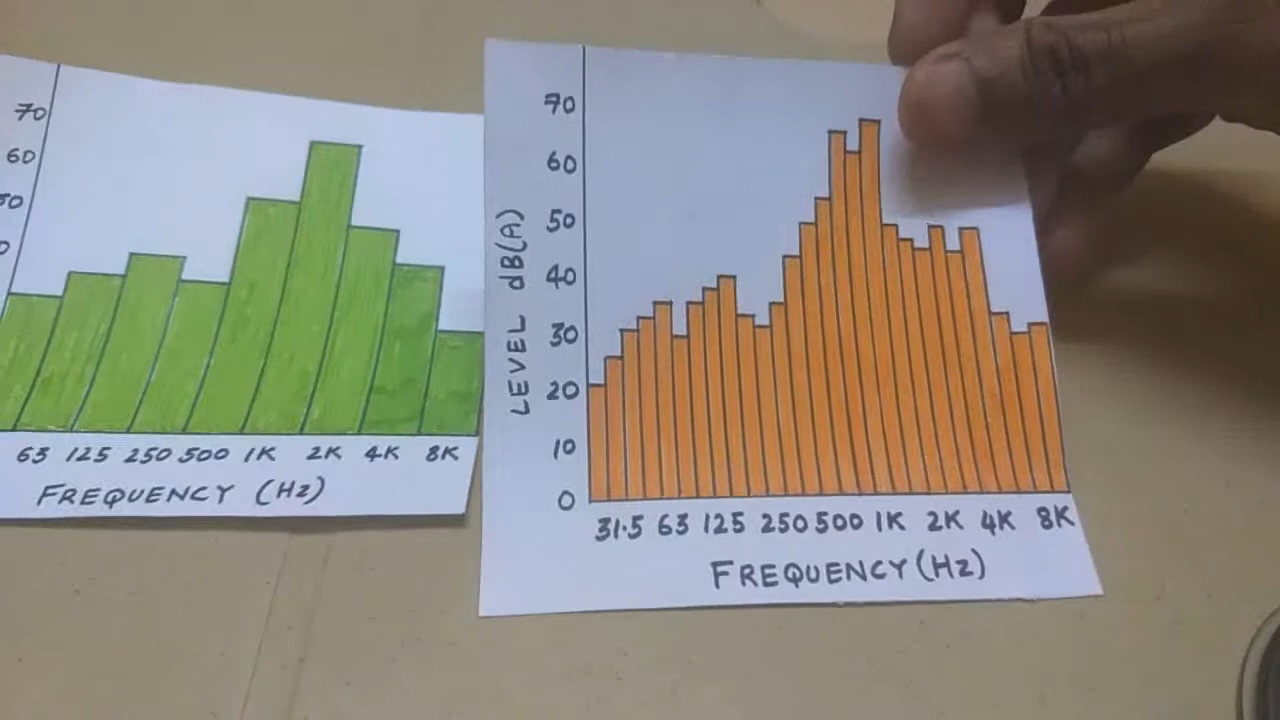 70
60
63 125 250 500 1K 2K 4K 8K
FREQUENCY (Hz)
LEVEL dB(A)
70
60
50
40
30
20
10
0
31.5 63 125 250 500 1K 2K 4K 8K
FREQUENCY (Hz)